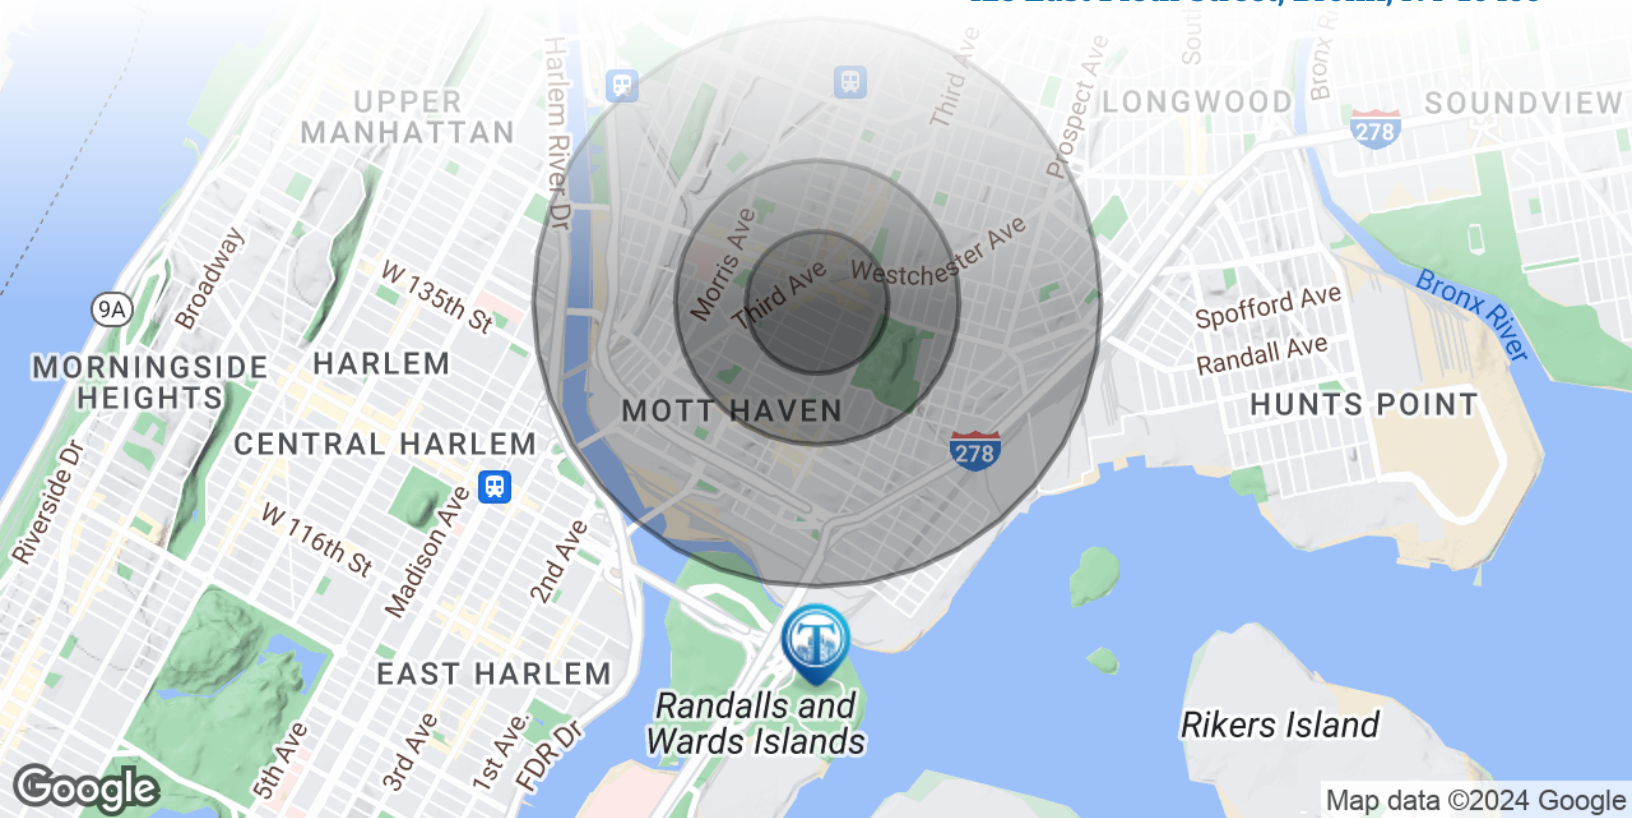 Harlem River Dr
Third Ave
Prospect Ave
Bronx
UPPER
MANHATTAN
LONGWOOD
SOUNDVIEW
278
Broadway
W 135th St
Morris Ave
Third Ave
Westchester Ave
9A
Spofford Ave
Bronx River
Randall Ave
MORNINGSIDE
HEIGHTS
HARLEM
MOTT HAVEN
HUNTS POINT
CENTRAL HARLEM
278
Riverside Dr
W 116th St
Madison Ave
2nd Ave
T
EAST HARLEM
Randalls and
Wards Islands
Rikers Island
5th Ave
3rd Ave
1st Ave.
FDR Dr
Google
Map data ©2024 Google